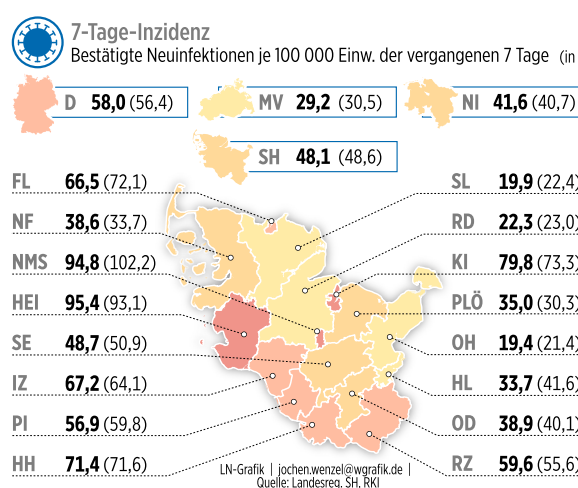 7-Tage-Inzidenz
Bestätigte Neuinfektionen je 100 000 Einw. der vergangenen 7 Tage (in
D 58,0 (56,4)
MV 29,2 (30,5)
NI 41,6 (40,7)
SH 48,1 (48,6)
FL 66,5 (72,1)
SL 19,9 (22,4)
NF 38,6 (33,7)
RD 22,3 (23,0)
NMS 94,8 (102,2)
KI 79,8 (73,3)
HEI 95,4 (93,1)
PLÖ 35,0 (30,3)
SE 48,7 (50,9)
OH 19,4 (21,4)
IZ 67,2 (64,1)
HL 33,7 (41,6)
PI 56,9 (59,8)
OD 38,9 (40,1)
HH 71,4 (71,6)
RZ 59,6 (55,6)
LN-Grafik | jochen.wenzel@wgrafik.de |
Quelle: Landesreg. SH, RKI